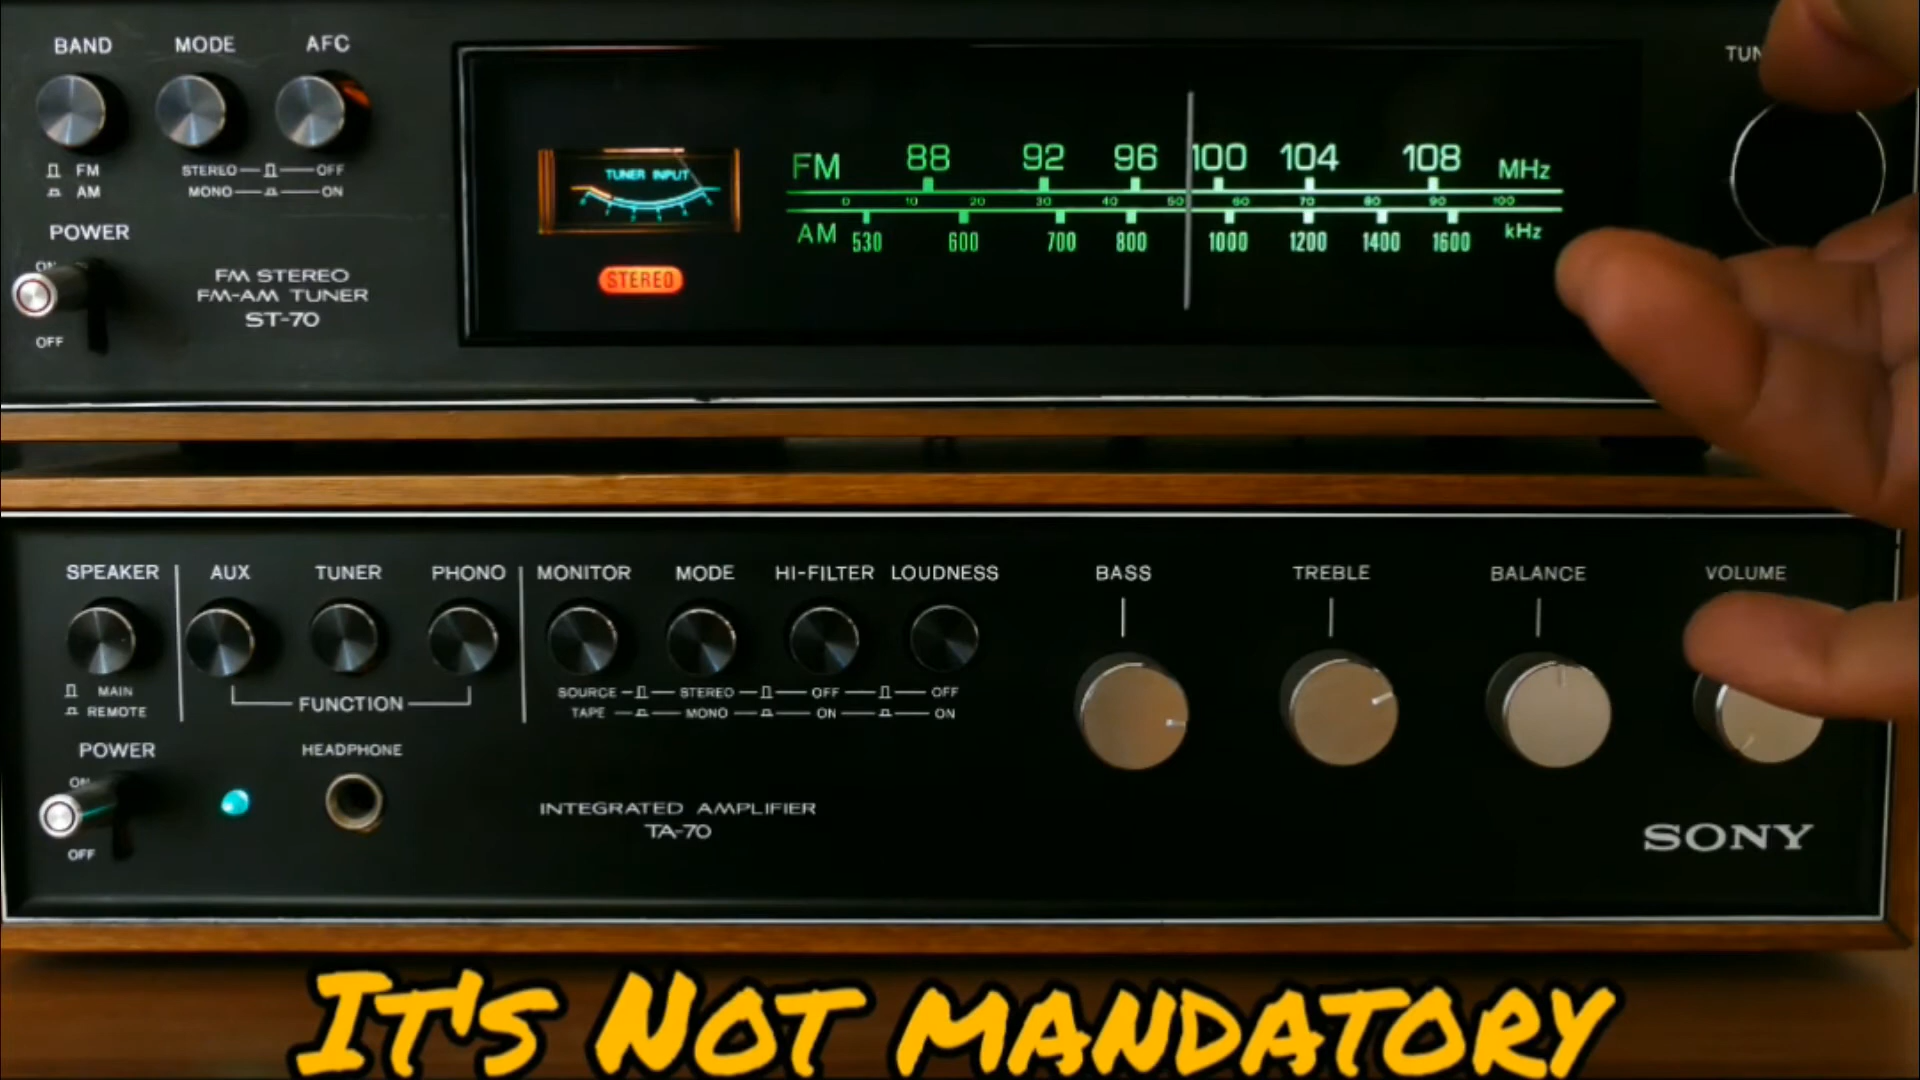 BAND MODE AFC
FM
AM
STEREO OFF
MONO ON
POWER
ON
OFF
FM STEREO
FM-AM TUNER
ST-70
TUNER INPUT
STEREO
FM 88 92 96 100 104 108 MHz
0 10 20 30 40 50 60 70 80 90 100
AM 530 600 700 800 1000 1200 1400 1600 kHz
SPEAKER AUX TUNER PHONO MONITOR MODE HI-FILTER LOUDNESS BASS TREBLE BALANCE VOLUME
MAIN
REMOTE
FUNCTION
SOURCE STEREO OFF OFF
TAPE MONO ON ON
POWER
ON
OFF
HEADPHONE
INTEGRATED AMPLIFIER
TA-70
SONY
IT'S NOT MANDATORY